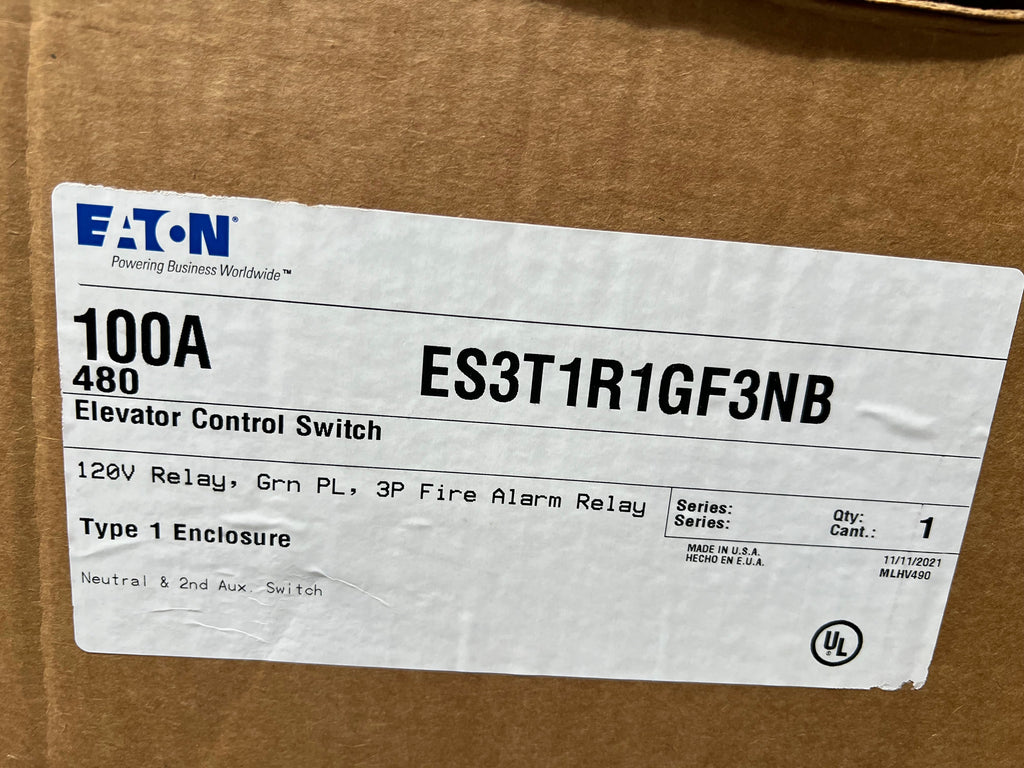 EATON®
Powering Business Worldwide™
100A
480
ES3T1R1GF3NB
Elevator Control Switch
120V Relay, Grn PL, 3P Fire Alarm Relay
Series:
Series:
Qty:
Cant.:
1
Type 1 Enclosure
MADE IN U.S.A.
HECHO EN E.U.A.
11/11/2021
MLHV490
Neutral & 2nd Aux. Switch
UL®